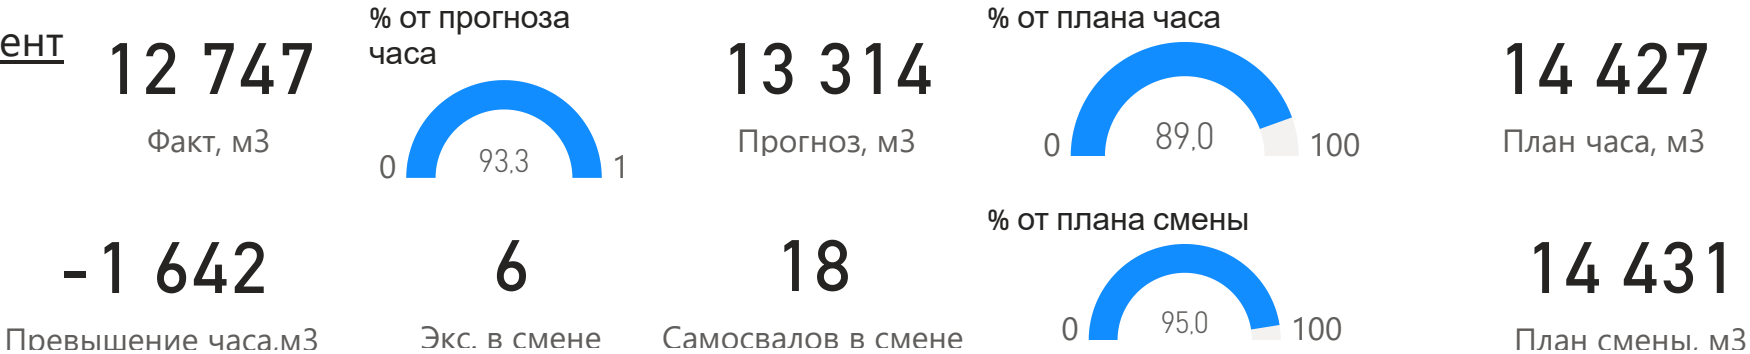 ент
12 747
Факт, м3
% от прогноза
часа
0
93,3
1
13 314
Прогноз, м3
% от плана часа
0
89,0
100
14 427
План часа, м3
-1 642
Превышение часа,м3
6
Экс. в смене
18
Самосвалов в смене
% от плана смены
0
95,0
100
14 431
План смены, м3